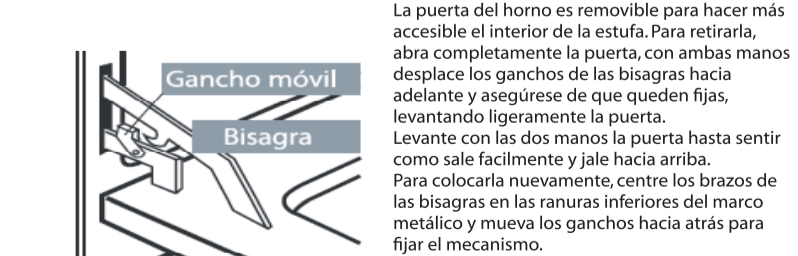 Gancho móvil
Bisagra
La puerta del horno es removible para hacer más
accesible el interior de la estufa. Para retirarla,
abra completamente la puerta, con ambas manos
desplace los ganchos de las bisagras hacia
adelante y asegúrese de que queden fijas,
levantando ligeramente la puerta.
Levante con las dos manos la puerta hasta sentir
como sale facilmente y jale hacia arriba.
Para colocarla nuevamente, centre los brazos de
las bisagras en las ranuras inferiores del marco
metálico y mueva los ganchos hacia atrás para
fijar el mecanismo.